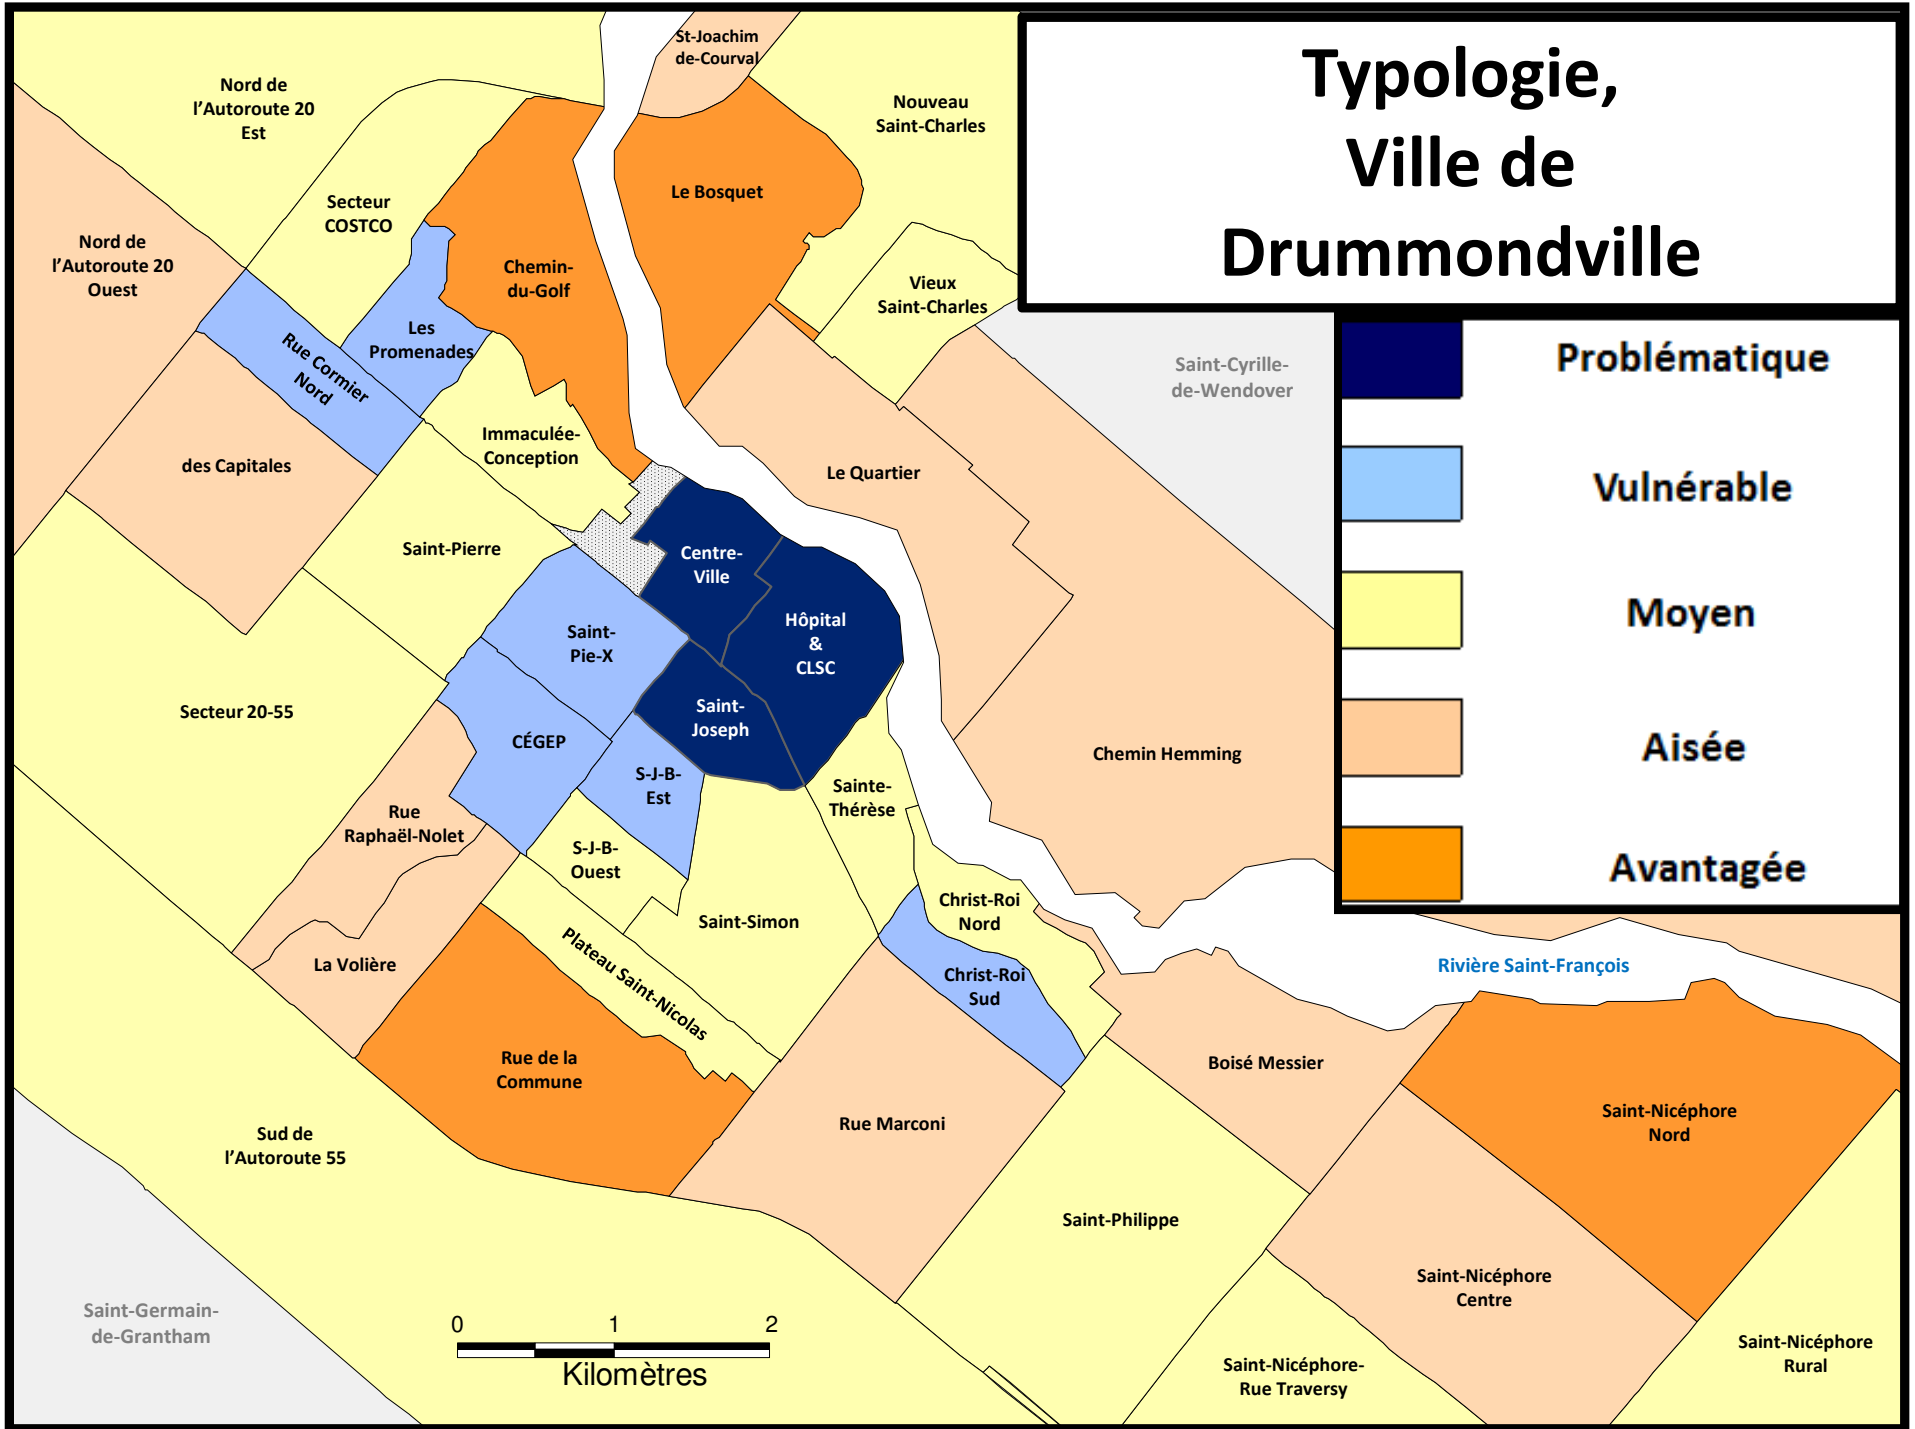 Typologie,
Ville de
Drummondville
Problématique
Vulnérable
Moyen
Aisée
Avantagée
St-Joachim
de-Courval
Nord de
l'Autoroute 20
Est
Nouveau
Saint-Charles
Le Bosquet
Secteur
COSTCO
Nord de
l'Autoroute 20
Ouest
Chemin-
du-Golf
Vieux
Saint-Charles
Les
Promenades
Rue Cormier
Nord
Saint-Cyrille-
de-Wendover
Immaculée-
Conception
des Capitales
Le Quartier
Saint-Pierre
Centre-
Ville
Hôpital
&
CLSC
Saint-
Pie-X
Secteur 20-55
Saint-
Joseph
CÉGEP
Chemin Hemming
S-J-B-
Est
Sainte-
Thérèse
Rue
Raphaël-Nolet
S-J-B-
Ouest
Christ-Roi
Nord
Saint-Simon
La Volière
Plateau Saint-Nicolas
Christ-Roi
Sud
Rivière Saint-François
Rue de la
Commune
Boisé Messier
Rue Marconi
Saint-Nicéphore
Nord
Sud de
l'Autoroute 55
Saint-Philippe
Saint-Nicéphore
Centre
Saint-Germain-
de-Grantham
Saint-Nicéphore
Rural
Saint-Nicéphore-
Rue Traversy
0 1 2
Kilomètres